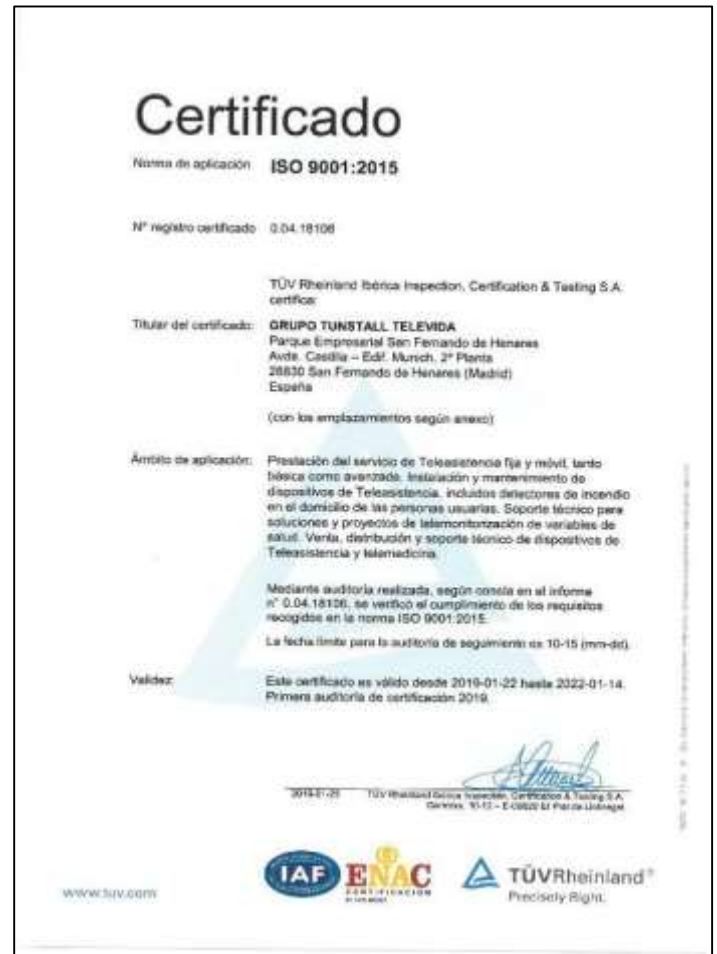 Certificado
Norma de aplicación ISO 9001:2015
Nº registro certificado 0.04.18106
TÜV Rheinland Ibérica Inspection, Certification & Testing S.A.
certifica:
Titular del certificado: GRUPO TUNSTALL TELEVIDA
Parque Empresarial San Fernando de Henares
Avda. Castilla – Edif. Munich, 2ª Planta
28830 San Fernando de Henares (Madrid)
España
(con los emplazamientos según anexo)
Ámbito de aplicación: Prestación del servicio de Teleasistencia fija y móvil, tanto
básica como avanzada. Instalación y mantenimiento de
dispositivos de Teleasistencia, incluidos detectores de incendio
en el domicilio de las personas usuarias. Soporte técnico para
soluciones y proyectos de telemonitorización de variables de
salud. Venta, distribución y soporte técnico de dispositivos de
Teleasistencia y telemedicina.
Mediante auditoría realizada, según consta en el informe
nº 0.04.18106, se verificó el cumplimiento de los requisitos
recogidos en la norma ISO 9001:2015.
La fecha límite para la auditoría de seguimiento es 10-15 (mm-dd).
Validez: Este certificado es válido desde 2019-01-22 hasta 2022-01-14.
Primera auditoría de certificación 2019.
TÜV Rheinland Ibérica Inspection, Certification & Testing S.A.
www.tuv.com
IAF
ENAC
CERTIFICACIÓN
TÜVRheinland®
Precisely Right.